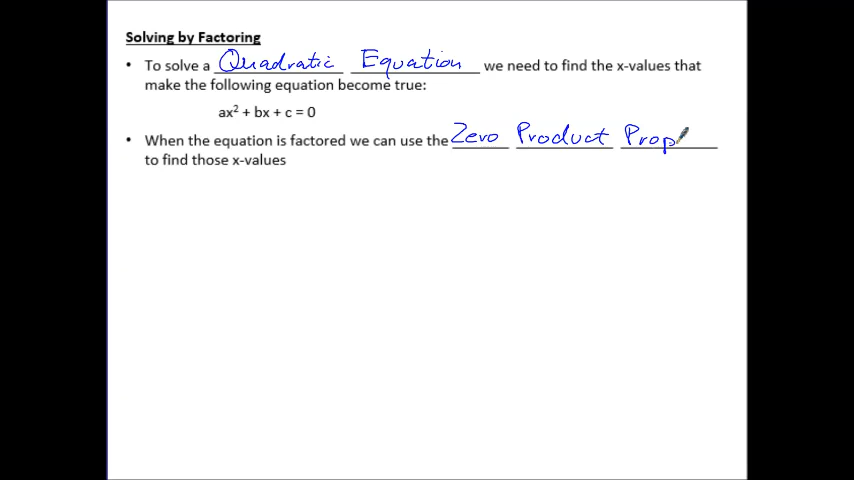 Solving by Factoring
• To solve a Quadratic Equation we need to find the x-values that
make the following equation become true:
ax² + bx + c = 0
• When the equation is factored we can use the Zero Product Prop
to find those x-values